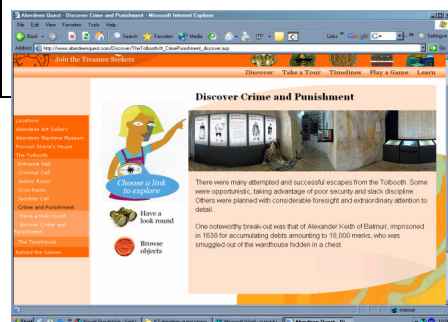 Aberdeen Quest - Discover Crime and Punishment - Microsoft Internet Explorer
File Edit View Favorites Tools Help
Back Search Favorites Media
Address http://www.aberdeenquest.com/Discover/TheTolbooth/lt_CrimePunishment_discover.asp Go
Links Google Settings
Join the Treasure Seekers
Discover Take a Tour Timelines Play a Game Learn
Discover Crime and Punishment
Locations
Aberdeen Art Gallery
Aberdeen Maritime Museum
Provost Skene's House
The Tolbooth
Entrance Hall
Criminal Cell
Jailors' Room
Civic Room
Jacobite Cell
Crime and Punishment
Have a look round
Browse Crime and
Punishment
The Townhouse
Behind the Scenes
Choose a link
to explore
Have a
look round
Browse
objects
There were many attempted and successful escapes from the Tolbooth. Some
were opportunistic, taking advantage of poor security and slack discipline.
Others were planned with considerable foresight and extraordinary attention to
detail.
One noteworthy break-out was that of Alexander Keith of Balmuir, imprisoned
in 1638 for accumulating debts amounting to 18,000 merks, who was
smuggled out of the wardhouse hidden in a chest.
Internet